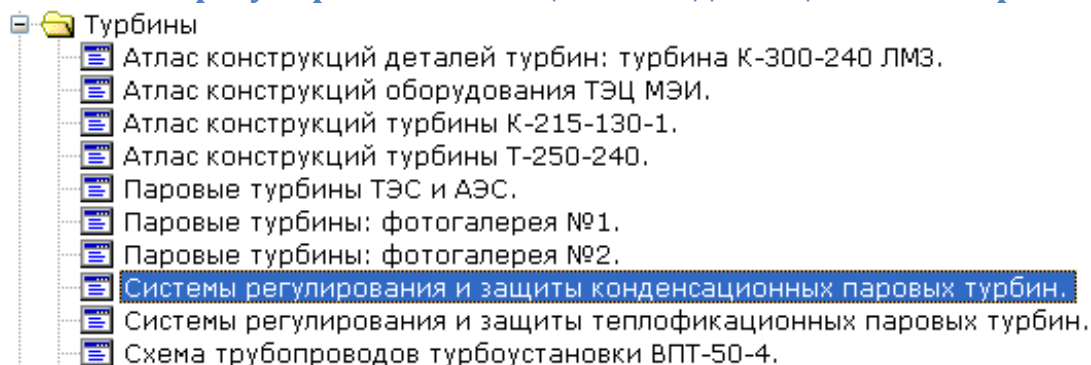 Турбины
Атлас конструкций деталей турбин: турбина К-300-240 ЛМЗ.
Атлас конструкций оборудования ТЭЦ МЭИ.
Атлас конструкций турбины К-215-130-1.
Атлас конструкций турбины Т-250-240.
Паровые турбины ТЭС и АЭС.
Паровые турбины: фотогалерея №1.
Паровые турбины: фотогалерея №2.
Системы регулирования и защиты конденсационных паровых турбин.
Системы регулирования и защиты теплофикационных паровых турбин.
Схема трубопроводов турбоустановки ВПТ-50-4.